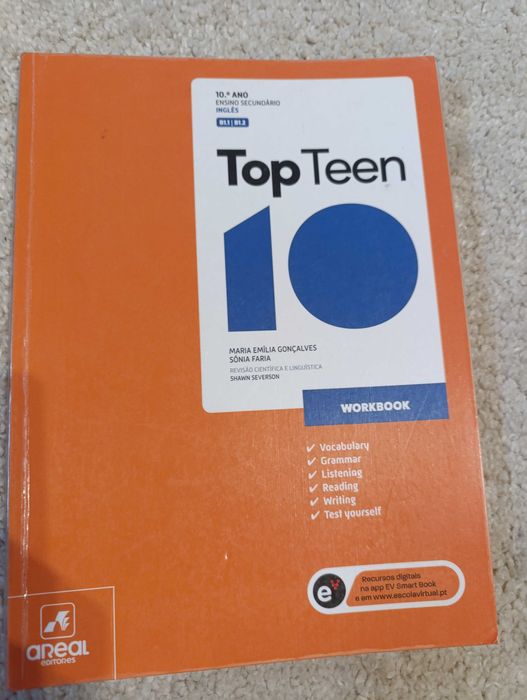 10.º ANO
ENSINO SECUNDÁRIO
INGLÊS
B1.1 | B1.2
Top Teen
10
MARIA EMÍLIA GONÇALVES
SÓNIA FARIA
REVISÃO CIENTÍFICA E LINGUÍSTICA
SHAWN SEVERSON
WORKBOOK
✓ Vocabulary
✓ Grammar
✓ Listening
✓ Reading
✓ Writing
✓ Test yourself
e
Recursos digitais
na app EV Smart Book
e em www.escolavirtual.pt
AREAL
EDITORES